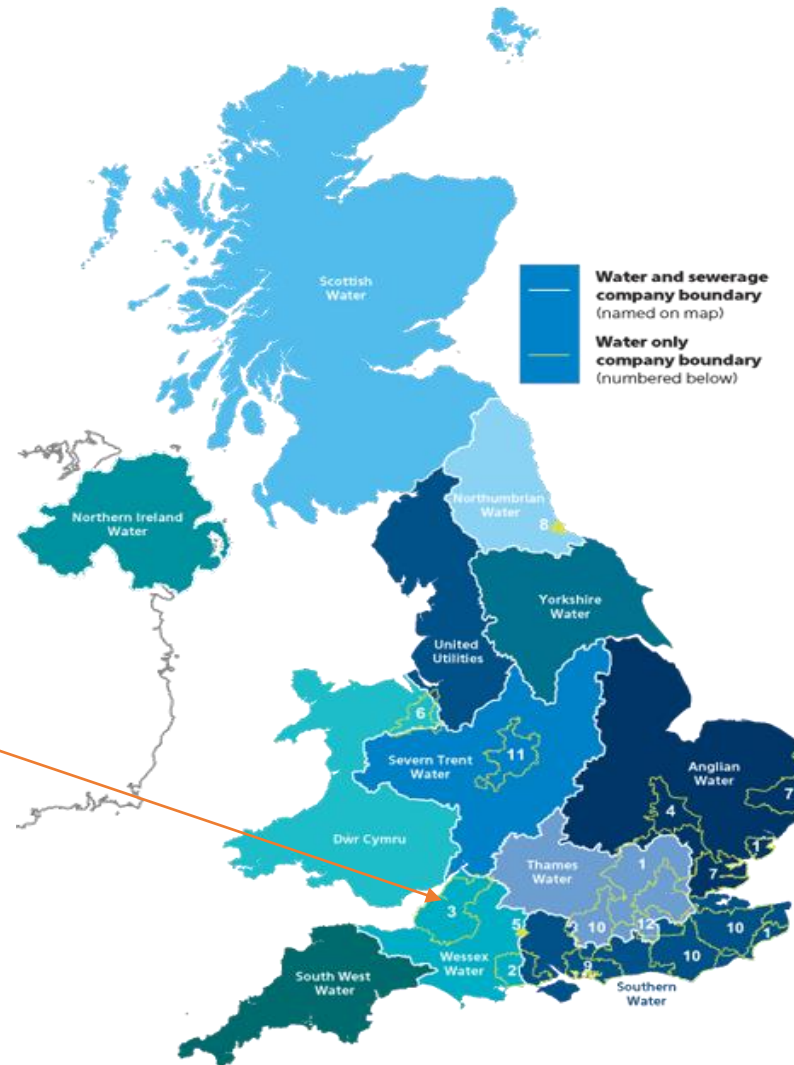 Scottish
Water
Water and sewerage
company boundary
(named on map)
Water only
company boundary
(numbered below)
Northumbrian
Water
8
Northern Ireland
Water
Yorkshire
Water
United
Utilities
6
Severn Trent
Water
11
Anglian
Water
7
4
1
Dwr Cymru
Thames
Water
1
7
3
5
10
12
10
1
10
Wessex
Water
2
9
South West
Water
Southern
Water